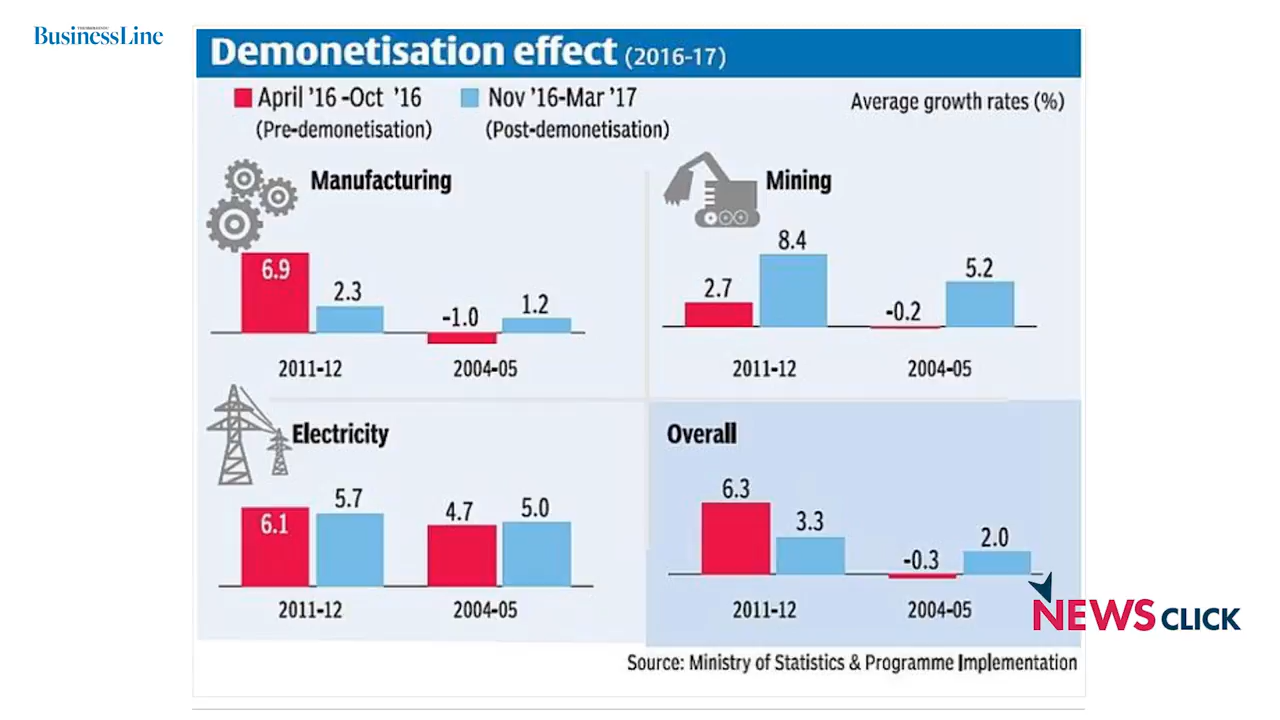 BusinessLine
Demonetisation effect (2016-17)
April ’16 -Oct ’16
(Pre-demonetisation)
Nov ’16-Mar ’17
(Post-demonetisation)
Average growth rates (%)
Manufacturing
6.9
2.3
-1.0
1.2
2011-12
2004-05
Mining
2.7
8.4
-0.2
5.2
2011-12
2004-05
Electricity
6.1
5.7
4.7
5.0
2011-12
2004-05
Overall
6.3
3.3
-0.3
2.0
2011-12
2004-05
NEWS CLICK
Source: Ministry of Statistics & Programme Implementation